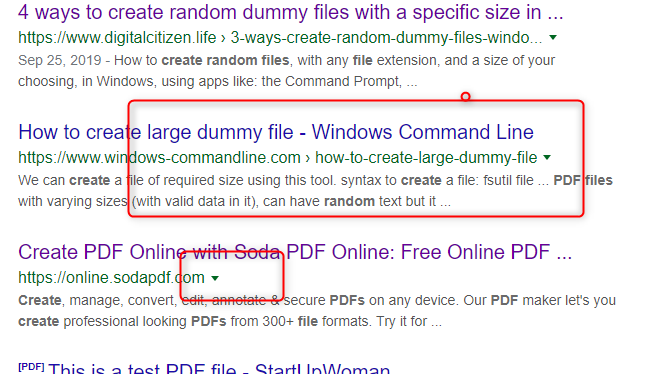 4 ways to create random dummy files with a specific size in ...
https://www.digitalcitizen.life › 3-ways-create-random-dummy-files-windo...
Sep 25, 2019 - How to create random files, with any file extension, and a size of your
choosing, in Windows, using apps like: the Command Prompt, ...
How to create large dummy file - Windows Command Line
https://www.windows-commandline.com › how-to-create-large-dummy-file
We can create a file of required size using this tool. syntax to create a file: fsutil file ... PDF files
with varying sizes (with valid data in it), can have random text but it ...
Create PDF Online with Soda PDF Online: Free Online PDF ...
https://online.sodapdf.com
Create, manage, convert, edit, annotate & secure PDFs on any device. Our PDF maker let's you
create professional looking PDFs from 300+ file formats. Try it for ...
[PDF] This is a test PDF file - StartUpWoman